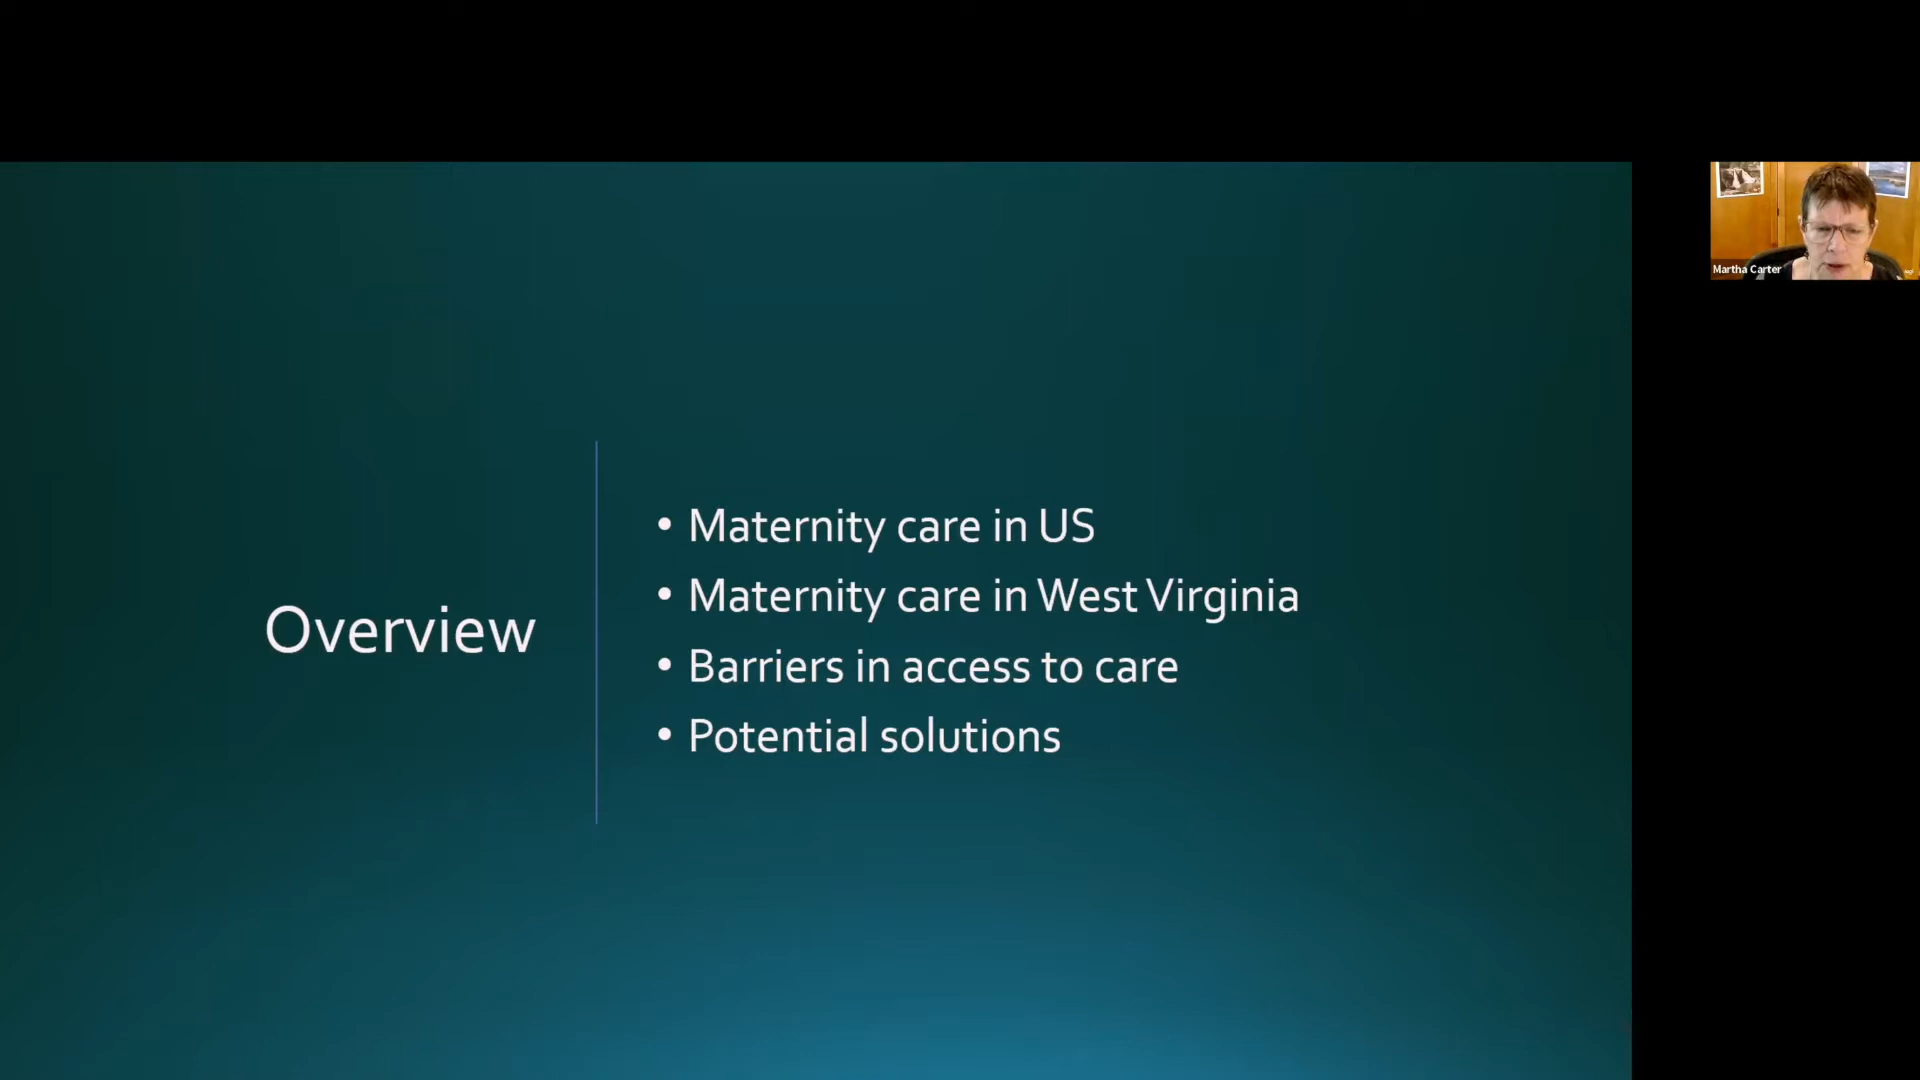 Martha Carter
Overview
• Maternity care in US
• Maternity care in West Virginia
• Barriers in access to care
• Potential solutions